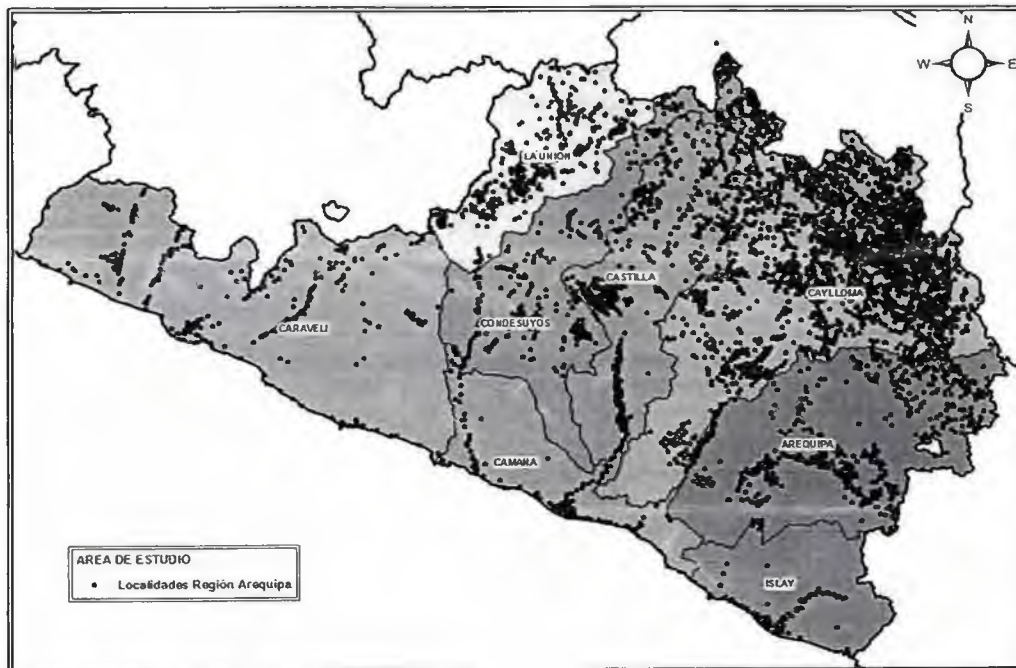 N
W E
S
LA UNION
CASTILLA
CAYLLOMA
CARAVELI
CONDESUYOS
AREQUIPA
CAMANA
ISLAY
AREA DE ESTUDIO
Localidades Región Arequipa